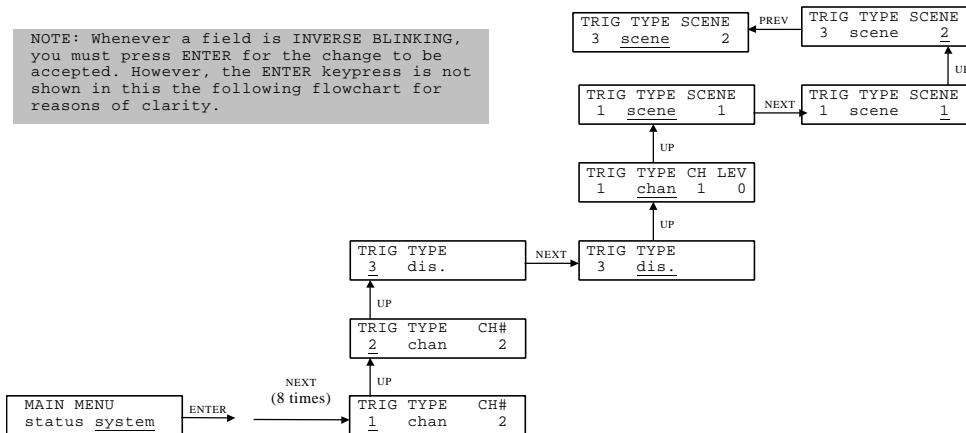 NOTE: Whenever a field is INVERSE BLINKING,
you must press ENTER for the change to be
accepted. However, the ENTER keypress is not
shown in this the following flowchart for
reasons of clarity.
TRIG TYPE SCENE
3 scene 2
PREV
TRIG TYPE SCENE
3 scene 2
UP
TRIG TYPE SCENE
1 scene 1
NEXT
TRIG TYPE SCENE
1 scene 1
UP
TRIG TYPE CH LEV
1 chan 1 0
UP
TRIG TYPE
3 dis.
NEXT
TRIG TYPE
3 dis.
UP
TRIG TYPE CH#
2 chan 2
UP
MAIN MENU
status system
ENTER
NEXT
(8 times)
TRIG TYPE CH#
1 chan 2